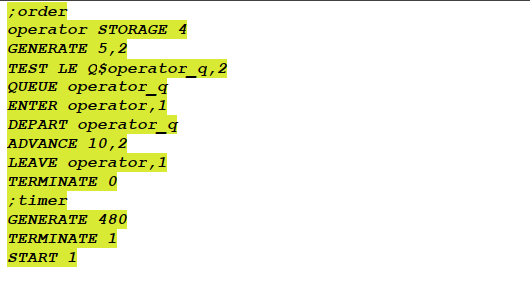 ;order
operator STORAGE 4
GENERATE 5,2
TEST LE Q$operator_q,2
QUEUE operator_q
ENTER operator,1
DEPART operator_q
ADVANCE 10,2
LEAVE operator,1
TERMINATE 0
;timer
GENERATE 480
TERMINATE 1
START 1